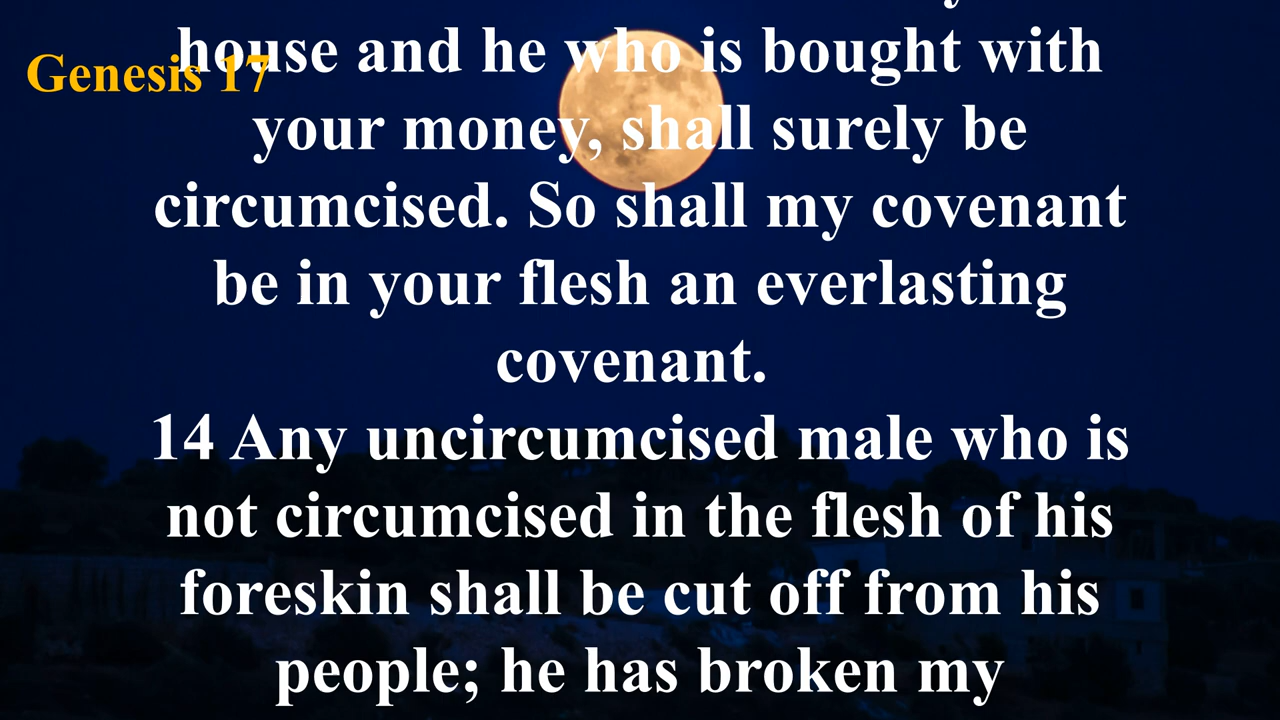 Genesis 17
house and he who is bought with
your money, shall surely be
circumcised. So shall my covenant
be in your flesh an everlasting
covenant.
14 Any uncircumcised male who is
not circumcised in the flesh of his
foreskin shall be cut off from his
people; he has broken my